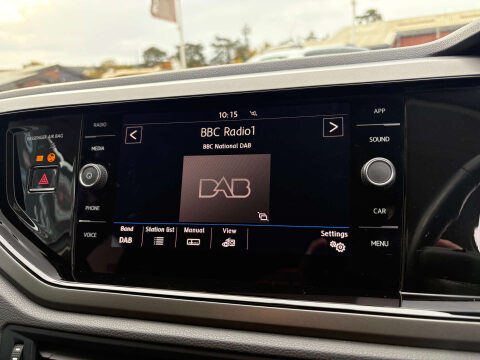 PASSENGER AIR BAG
RADIO
MEDIA
PHONE
VOICE
10:15
BBC Radio1
BBC National DAB
DAB
Band
DAB
Station list
Manual
View
Settings
APP
SOUND
CAR
MENU